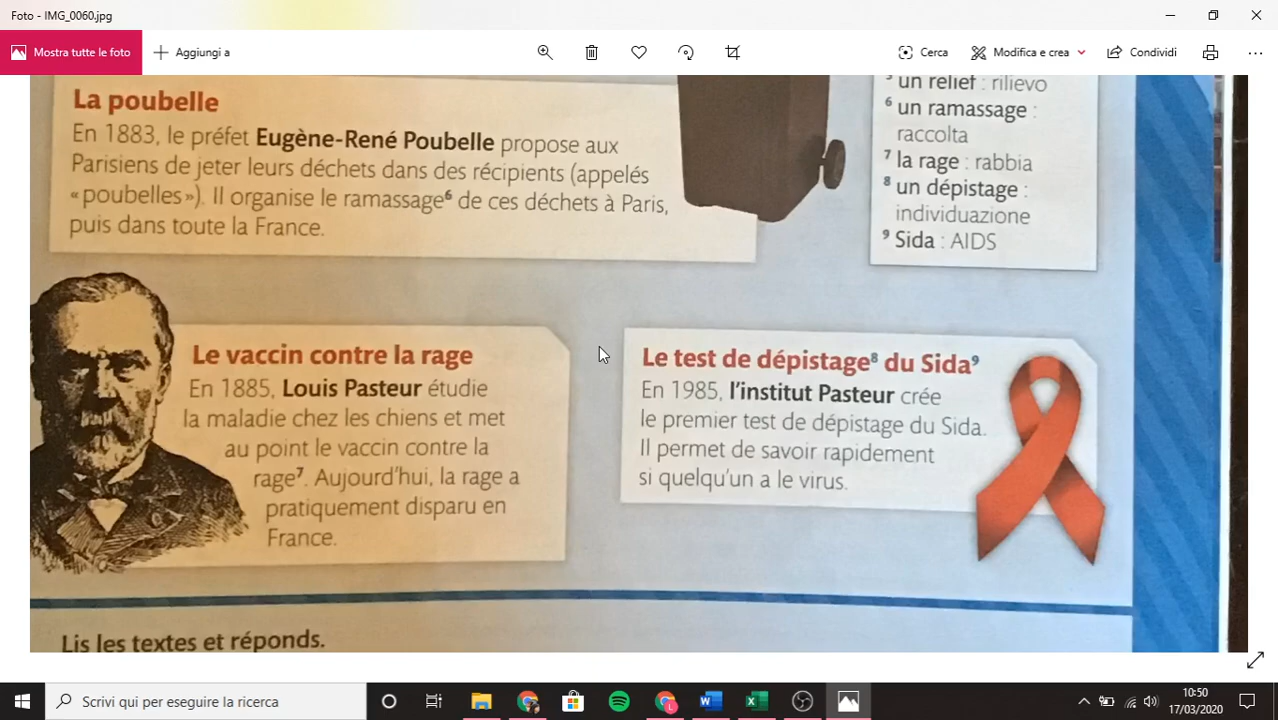 Foto - IMG_0060.jpg
Mostra tutte le foto
Aggiungi a
Cerca
Modifica e crea
Condividi
La poubelle
En 1883, le préfet Eugène-René Poubelle propose aux
Parisiens de jeter leurs déchets dans des récipients (appelés
«poubelles»). Il organise le ramassage⁶ de ces déchets à Paris,
puis dans toute la France.
⁵ un relief : rilievo
⁶ un ramassage :
raccolta
⁷ la rage : rabbia
⁸ un dépistage :
individuazione
⁹ Sida : AIDS
Le vaccin contre la rage
En 1885, Louis Pasteur étudie
la maladie chez les chiens et met
au point le vaccin contre la
rage⁷. Aujourd'hui, la rage a
pratiquement disparu en
France.
Le test de dépistage⁸ du Sida⁹
En 1985, l'institut Pasteur crée
le premier test de dépistage du Sida.
Il permet de savoir rapidement
si quelqu'un a le virus.
Lis les textes et réponds.
Scrivi qui per eseguire la ricerca
10:50
17/03/2020